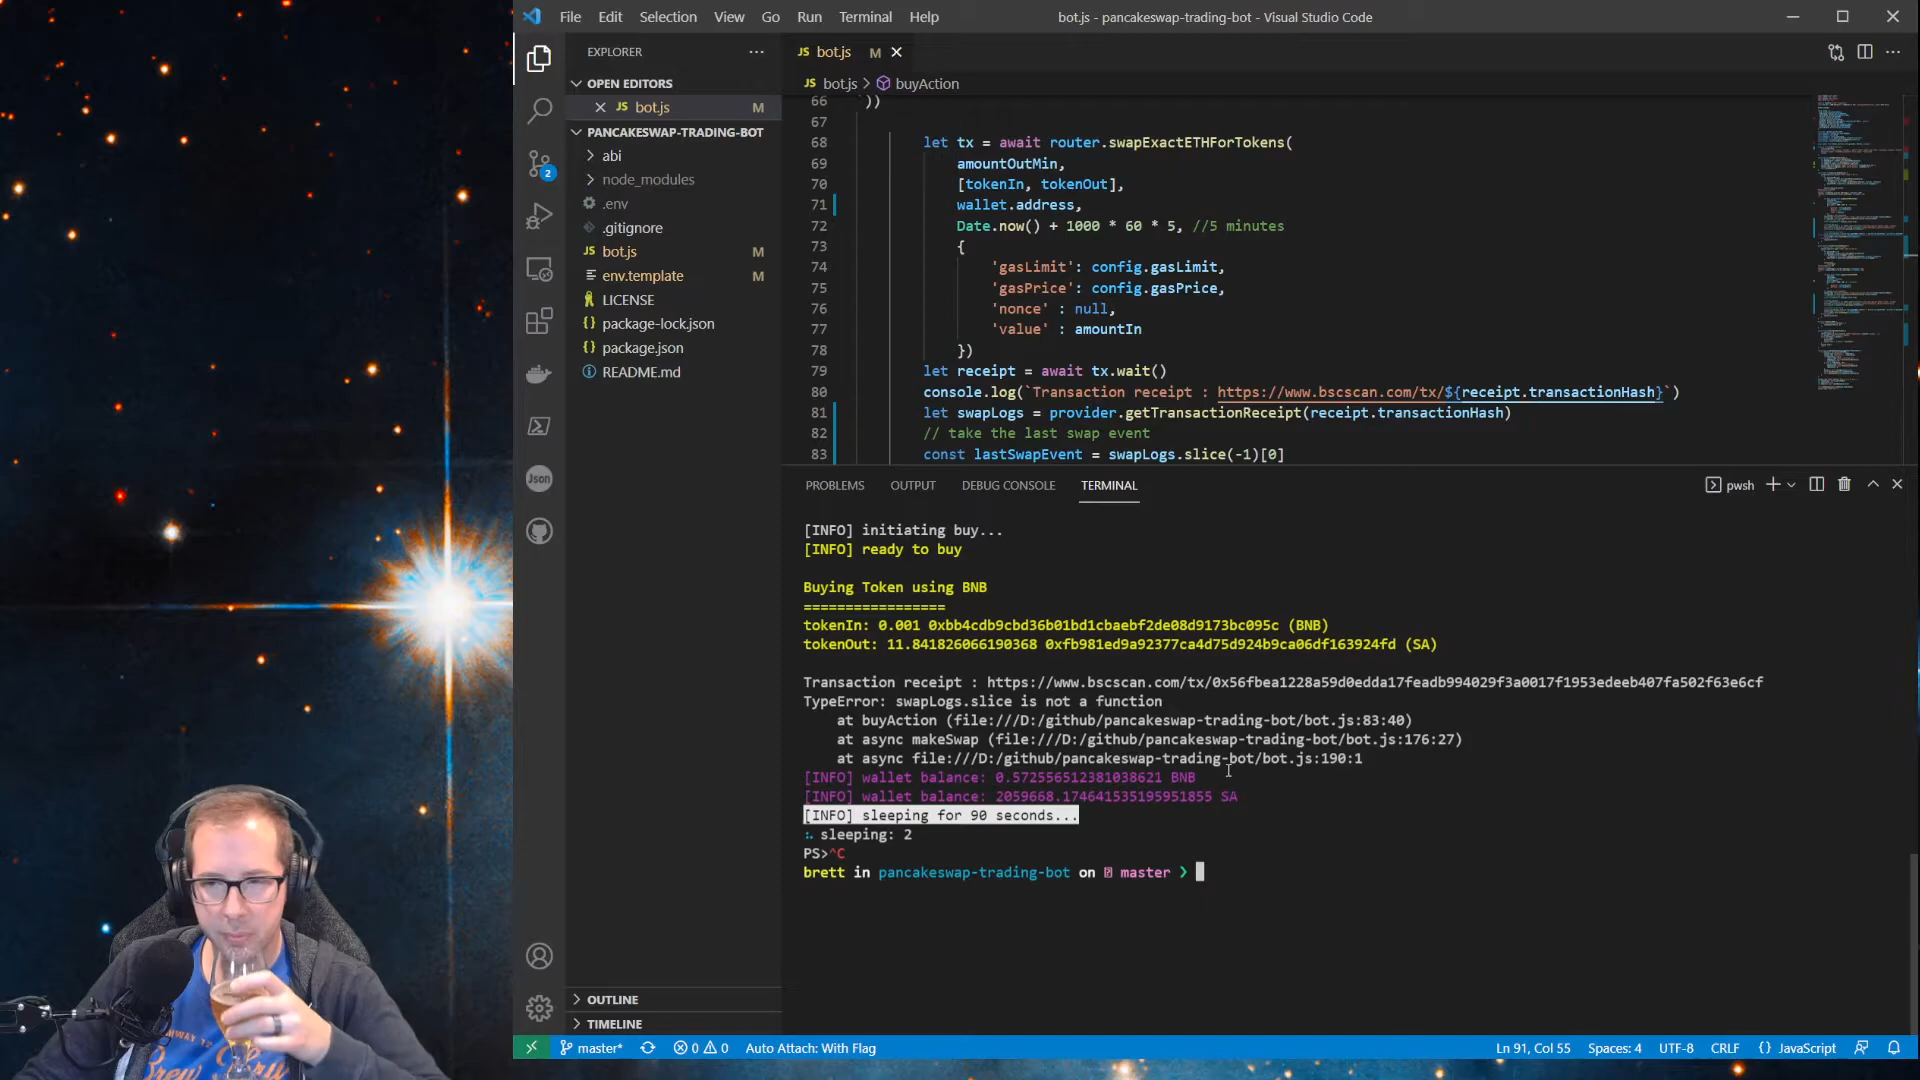 File Edit Selection View Go Run Terminal Help
bot.js - pancakeswap-trading-bot - Visual Studio Code
EXPLORER
OPEN EDITORS
JS bot.js M
PANCAKESWAP-TRADING-BOT
abi
node_modules
.env
.gitignore
JS bot.js M
env.template M
LICENSE
{} package-lock.json
{} package.json
README.md
OUTLINE
TIMELINE
2
Json
JS bot.js M
JS bot.js > buyAction
66 `))
67
68 let tx = await router.swapExactETHForTokens(
69 amountOutMin,
70 [tokenIn, tokenOut],
71 wallet.address,
72 Date.now() + 1000 * 60 * 5, //5 minutes
73 {
74 'gasLimit': config.gasLimit,
75 'gasPrice': config.gasPrice,
76 'nonce' : null,
77 'value' : amountIn
78 })
79 let receipt = await tx.wait()
80 console.log(`Transaction receipt : https://www.bscscan.com/tx/${receipt.transactionHash}`)
81 let swapLogs = provider.getTransactionReceipt(receipt.transactionHash)
82 // take the last swap event
83 const lastSwapEvent = swapLogs.slice(-1)[0]
PROBLEMS OUTPUT DEBUG CONSOLE TERMINAL
pwsh
[INFO] initiating buy...
[INFO] ready to buy
Buying Token using BNB
=================
tokenIn: 0.001 0xbb4cdb9cbd36b01bd1cbaebf2de08d9173bc095c (BNB)
tokenOut: 11.841826066190368 0xfb981ed9a92377ca4d75d924b9ca06df163924fd (SA)
Transaction receipt : https://www.bscscan.com/tx/0x56fbea1228a59d0edda17feadb994029f3a0017f1953edeeb407fa502f63e6cf
TypeError: swapLogs.slice is not a function
at buyAction (file:///D:/github/pancakeswap-trading-bot/bot.js:83:40)
at async makeSwap (file:///D:/github/pancakeswap-trading-bot/bot.js:176:27)
at async file:///D:/github/pancakeswap-trading-bot/bot.js:190:1
[INFO] wallet balance: 0.572556512381038621 BNB
[INFO] wallet balance: 2059668.174641535195951855 SA
[INFO] sleeping for 90 seconds...
sleeping: 2
PS>^C
brett in pancakeswap-trading-bot on master ❯
master* 0 0 Auto Attach: With Flag
Ln 91, Col 55 Spaces: 4 UTF-8 CRLF {} JavaScript